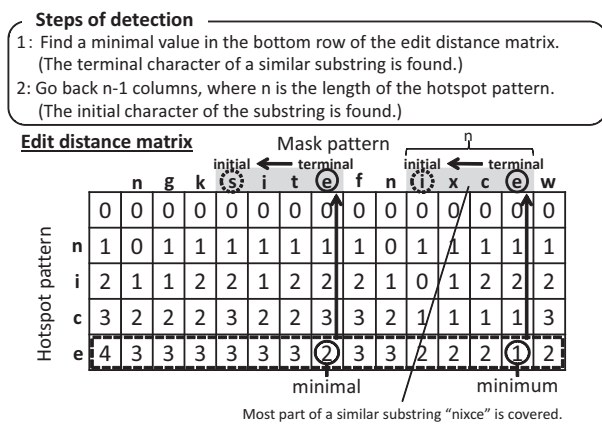 Steps of detection
1: Find a minimal value in the bottom row of the edit distance matrix.
(The terminal character of a similar substring is found.)
2: Go back n-1 columns, where n is the length of the hotspot pattern.
(The initial character of the substring is found.)
Edit distance matrix
Mask pattern
n
initial terminal initial terminal
n g k s i t e f n i x c e w
0 0 0 0 0 0 0 0 0 0 0 0 0 0 0
n 1 0 1 1 1 1 1 1 1 0 1 1 1 1 1
i 2 1 1 2 2 1 2 2 2 1 0 1 2 2 2
c 3 2 2 2 3 2 2 3 3 2 1 1 1 1 3
e 4 3 3 3 3 3 3 2 3 3 2 2 2 1 2
Hotspot pattern
minimal minimum
Most part of a similar substring "nixce" is covered.